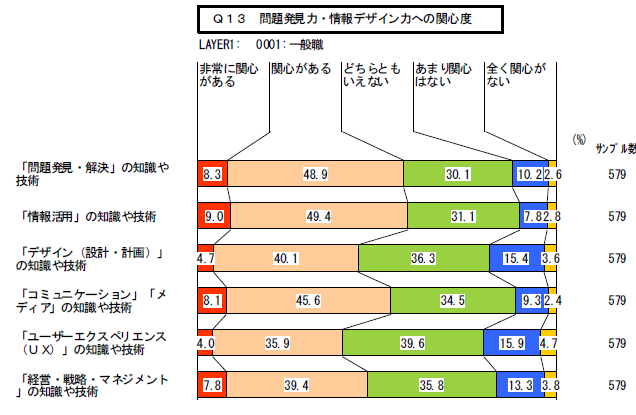 Q13 問題発見力・情報デザイン力への関心度
LAYER1: 0001:一般職
非常に関心
がある
関心がある
どちらとも
いえない
あまり関心
はない
全く関心が
ない
(%)
サンプル数
「問題発見・解決」の知識や
技術
8.3 48.9 30.1 10.2 2.6 579
「情報活用」の知識や技術
9.0 49.4 31.1 7.8 2.8 579
「デザイン(設計・計画)」
の知識や技術
4.7 40.1 36.3 15.4 3.6 579
「コミュニケーション」「メ
ディア」の知識や技術
8.1 45.6 34.5 9.3 2.4 579
「ユーザーエクスペリエンス
(UX)」の知識や技術
4.0 35.9 39.6 15.9 4.7 579
「経営・戦略・マネジメント
」の知識や技術
7.8 39.4 35.8 13.3 3.8 579